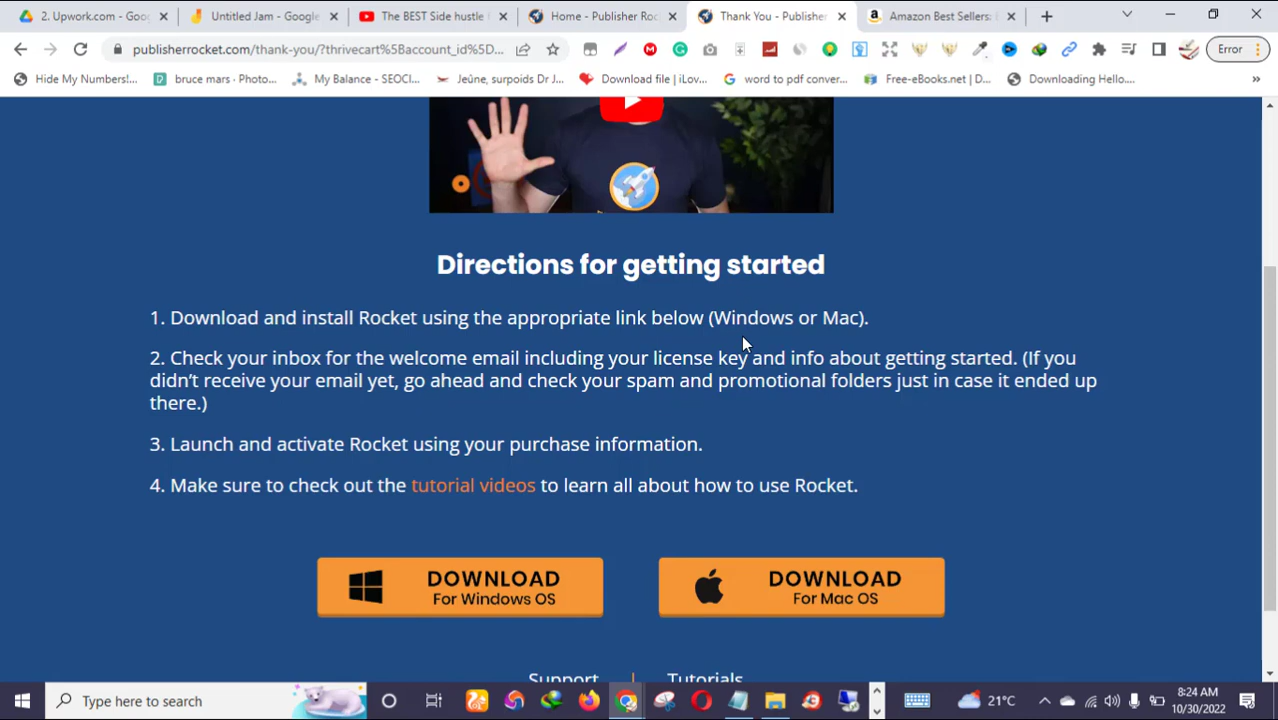 2. Upwork.com - Goo
Untitled Jam - Google
The BEST Side hustle
Home - Publisher Roc
Thank You - Publisher
Amazon Best Sellers:
publisherrocket.com/thank-you/?thrivecart%5Baccount_id%5D...
Error
Hide My Numbers!...
bruce mars · Photo...
My Balance - SEOCl...
Jeûne, surpoids Dr J...
Download file | iLov...
word to pdf conver...
Free-eBooks.net | D...
Downloading Hello....
Directions for getting started
1. Download and install Rocket using the appropriate link below (Windows or Mac).
2. Check your inbox for the welcome email including your license key and info about getting started. (If you
didn't receive your email yet, go ahead and check your spam and promotional folders just in case it ended up
there.)
3. Launch and activate Rocket using your purchase information.
4. Make sure to check out the tutorial videos to learn all about how to use Rocket.
DOWNLOAD
For Windows OS
DOWNLOAD
For Mac OS
Support | Tutorials
Type here to search
21°C
8:24 AM
10/30/2022